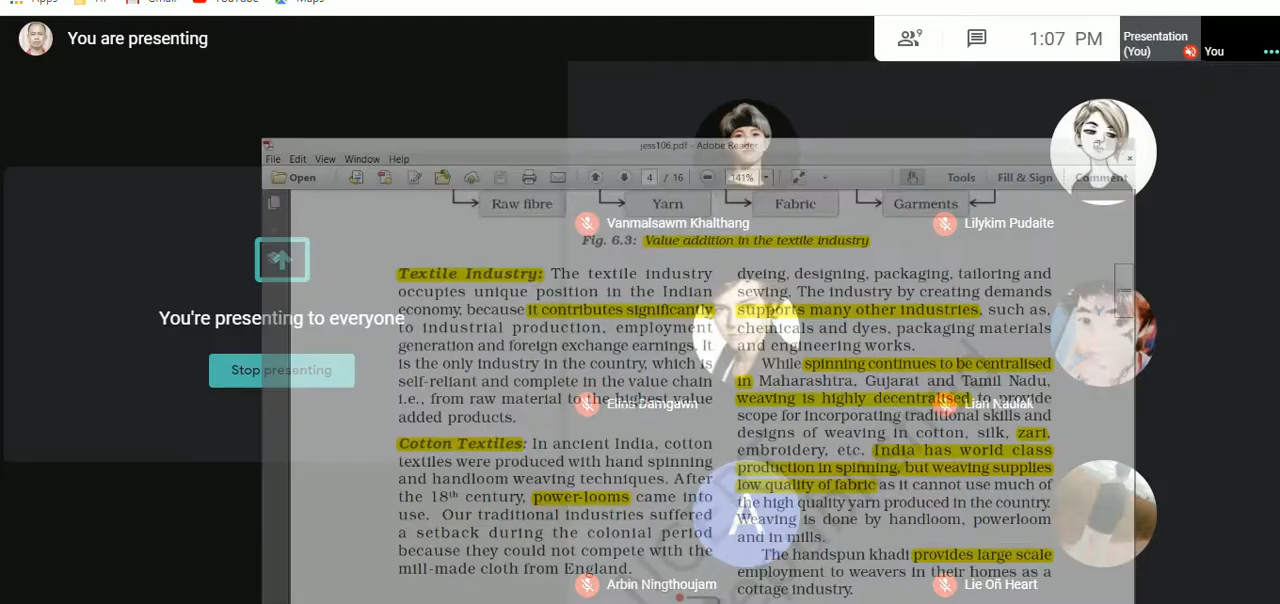 Apps
Gmail
YouTube
Maps
You are presenting
9
1:07 PM
Presentation
(You)
You
jess106.pdf - Adobe Reader
File Edit View Window Help
Open
4 / 16
141%
Tools
Fill & Sign
Comment
Raw fibre
Yarn
Fabric
Garments
Vanmalsawm Khalthang
Lilykim Pudaite
Fig. 6.3: Value addition in the textile industry
You're presenting to everyone
Stop presenting
Textile Industry: The textile industry
occupies unique position in the Indian
economy, because it contributes significantly
to industrial production, employment
generation and foreign exchange earnings. It
is the only industry in the country, which is
self-reliant and complete in the value chain
i.e., from raw material to the highest value
added products.
Cotton Textiles: In ancient India, cotton
textiles were produced with hand spinning
and handloom weaving techniques. After
the 18th century, power-looms came into
use. Our traditional industries suffered
a setback during the colonial period
because they could not compete with the
mill-made cloth from England.
dyeing, designing, packaging, tailoring and
sewing. The industry by creating demands
supports many other industries, such as,
chemicals and dyes, packaging materials
and engineering works.
While spinning continues to be centralised
in Maharashtra, Gujarat and Tamil Nadu,
weaving is highly decentralised to provide
scope for incorporating traditional skills and
designs of weaving in cotton, silk, zari,
embroidery, etc. India has world class
production in spinning, but weaving supplies
low quality of fabric as it cannot use much of
the high quality yarn produced in the country.
Weaving is done by handloom, powerloom
and in mills.
The handspun khadi provides large scale
employment to weavers in their homes as a
cottage industry.
Damgawn
Lian
A
Arbin Ningthoujam
Lie Oñ Heart